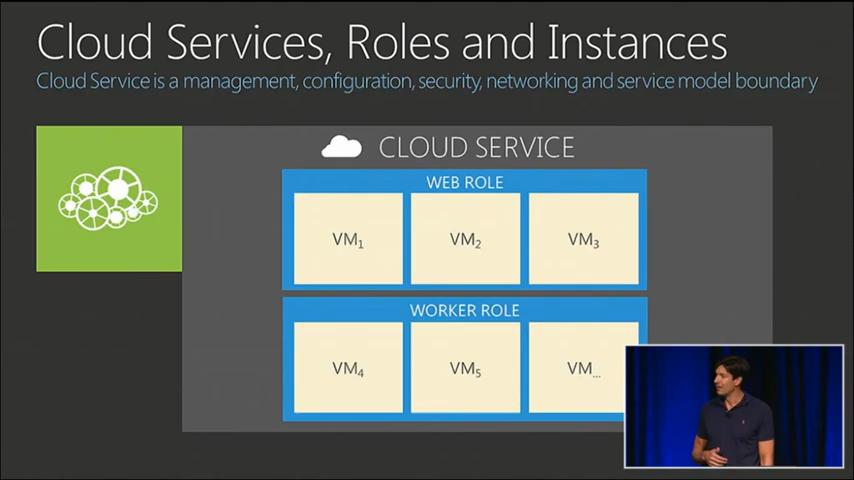 Cloud Services, Roles and Instances
Cloud Service is a management, configuration, security, networking and service model boundary
CLOUD SERVICE
WEB ROLE
VM1 VM2 VM3
WORKER ROLE
VM4 VM5 VM...